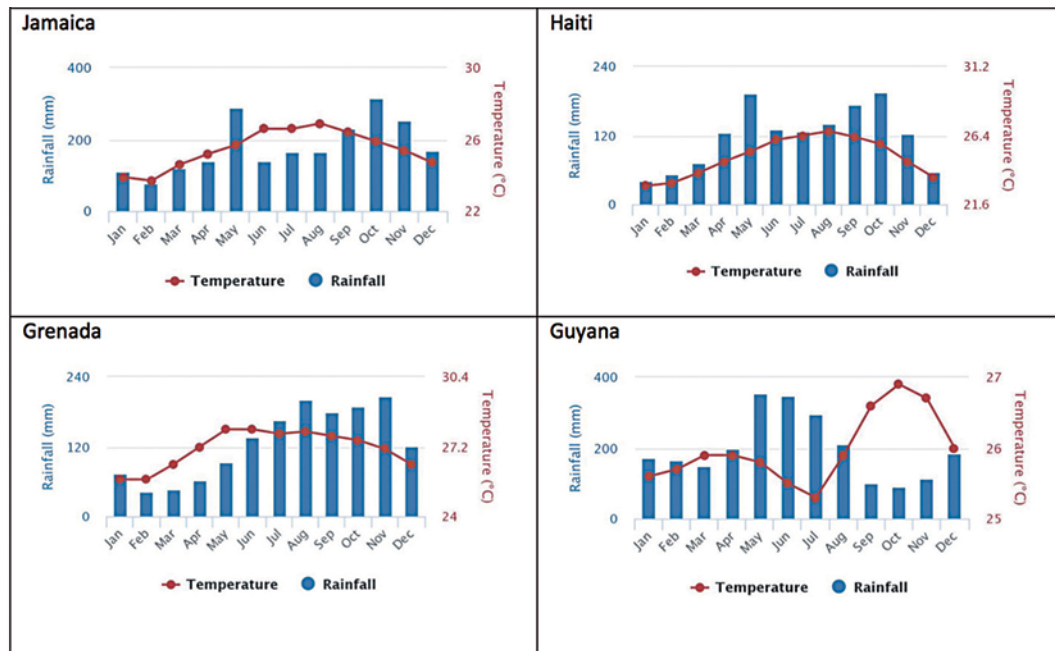 Jamaica
400
200
0
Rainfall (mm)
30
26
22
Temperature (°C)
Jan Feb Mar Apr May Jun Jul Aug Sep Oct Nov Dec
Temperature Rainfall
Haiti
240
120
0
Rainfall (mm)
31.2
26.4
21.6
Temperature (°C)
Jan Feb Mar Apr May Jun Jul Aug Sep Oct Nov Dec
Temperature Rainfall
Grenada
240
120
0
Rainfall (mm)
30.4
27.2
24
Temperature (°C)
Jan Feb Mar Apr May Jun Jul Aug Sep Oct Nov Dec
Temperature Rainfall
Guyana
400
200
0
Rainfall (mm)
27
26
25
Temperature (°C)
Jan Feb Mar Apr May Jun Jul Aug Sep Oct Nov Dec
Temperature Rainfall